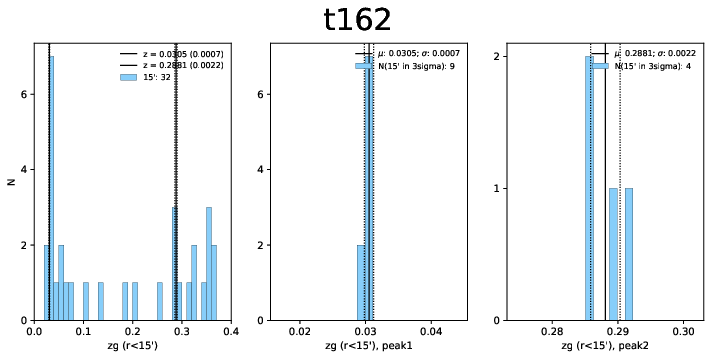 t162
z = 0.0305 (0.0007)
z = 0.2881 (0.0022)
15': 32
N
0
2
4
6
0.0
0.1
0.2
0.3
0.4
zg (r<15')
μ: 0.0305; σ: 0.0007
N(15' in 3sigma): 9
0
2
4
6
0.02
0.03
0.04
zg (r<15'), peak1
μ: 0.2881; σ: 0.0022
N(15' in 3sigma): 4
0
1
2
0.28
0.29
0.30
zg (r<15'), peak2